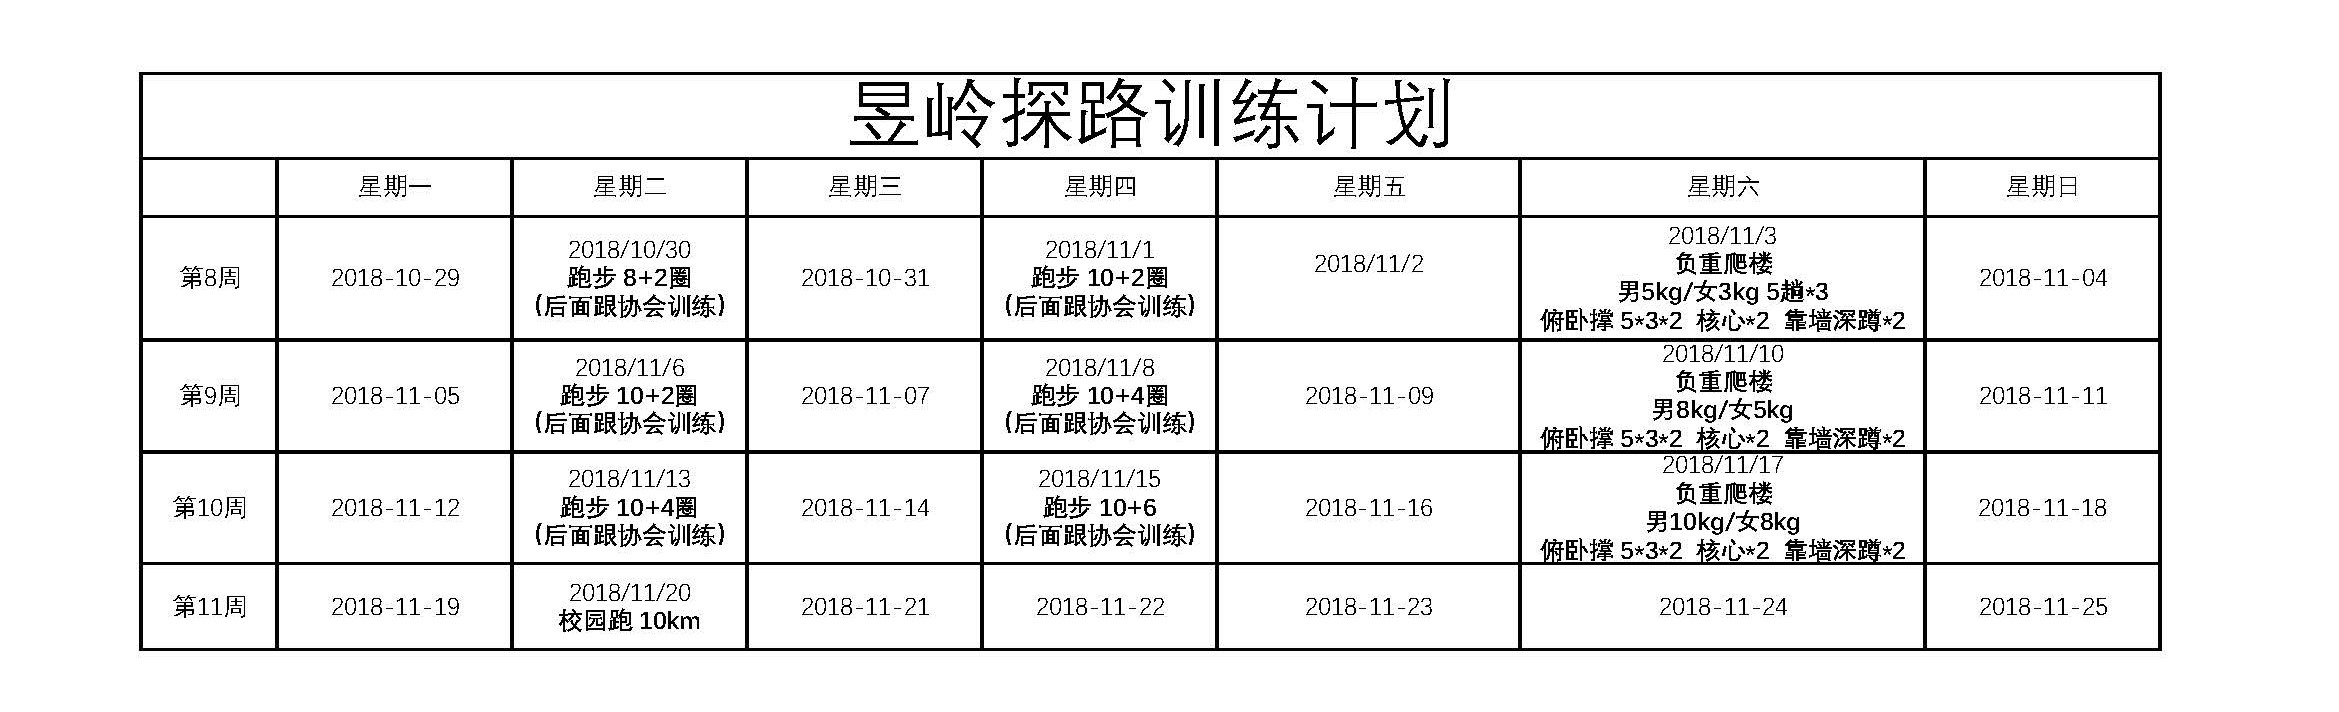 昱岭探路训练计划
星期一 星期二 星期三 星期四 星期五 星期六 星期日
第8周
2018-10-29
2018/10/30
跑步 8+2圈
(后面跟协会训练)
2018-10-31
2018/11/1
跑步 10+2圈
(后面跟协会训练)
2018/11/2
2018/11/3
负重爬楼
男5kg/女3kg 5趟*3
俯卧撑 5*3*2 核心*2 靠墙深蹲*2
2018-11-04
第9周
2018-11-05
2018/11/6
跑步 10+2圈
(后面跟协会训练)
2018-11-07
2018/11/8
跑步 10+4圈
(后面跟协会训练)
2018-11-09
2018/11/10
负重爬楼
男8kg/女5kg
俯卧撑 5*3*2 核心*2 靠墙深蹲*2
2018-11-11
第10周
2018-11-12
2018/11/13
跑步 10+4圈
(后面跟协会训练)
2018-11-14
2018/11/15
跑步 10+6
(后面跟协会训练)
2018-11-16
2018/11/17
负重爬楼
男10kg/女8kg
俯卧撑 5*3*2 核心*2 靠墙深蹲*2
2018-11-18
第11周
2018-11-19
2018/11/20
校园跑 10km
2018-11-21
2018-11-22
2018-11-23
2018-11-24
2018-11-25